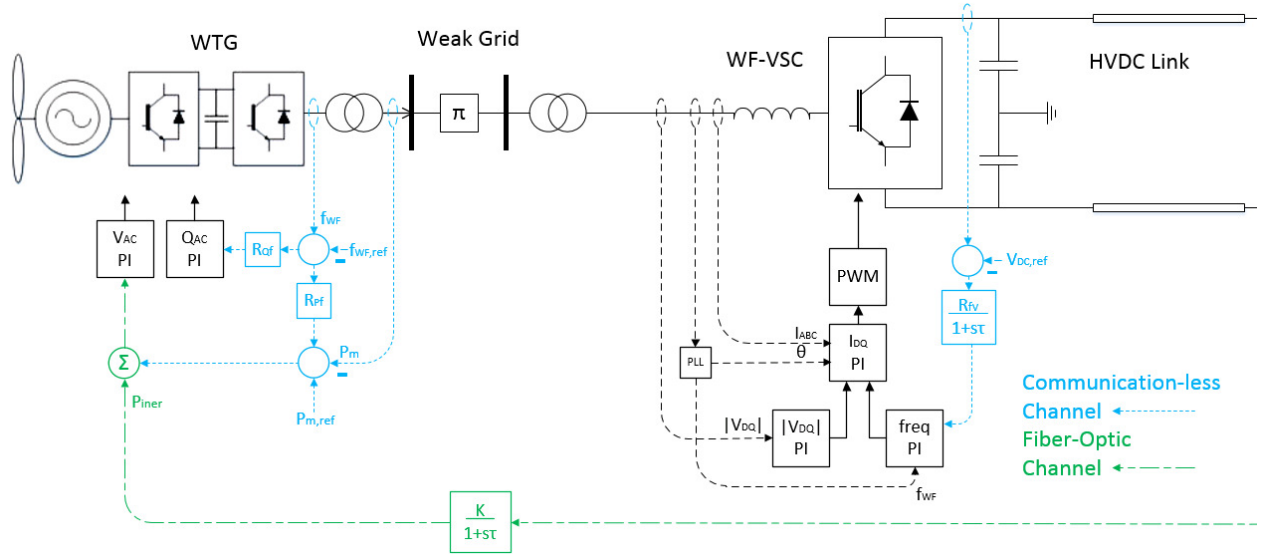 WTG
Weak Grid
WF-VSC
HVDC Link
π
fWF
VAC
PI
QAC
PI
RQf
fWF,ref
VDC,ref
RPf
PWM
Rfv
1+sτ
IABC
θ
IDQ
PI
PLL
Σ
Pm
Piner
Pm,ref
|VDQ|
|VDQ|
PI
freq
PI
fWF
Communication-less
Channel
Fiber-Optic
Channel
K
1+sτ